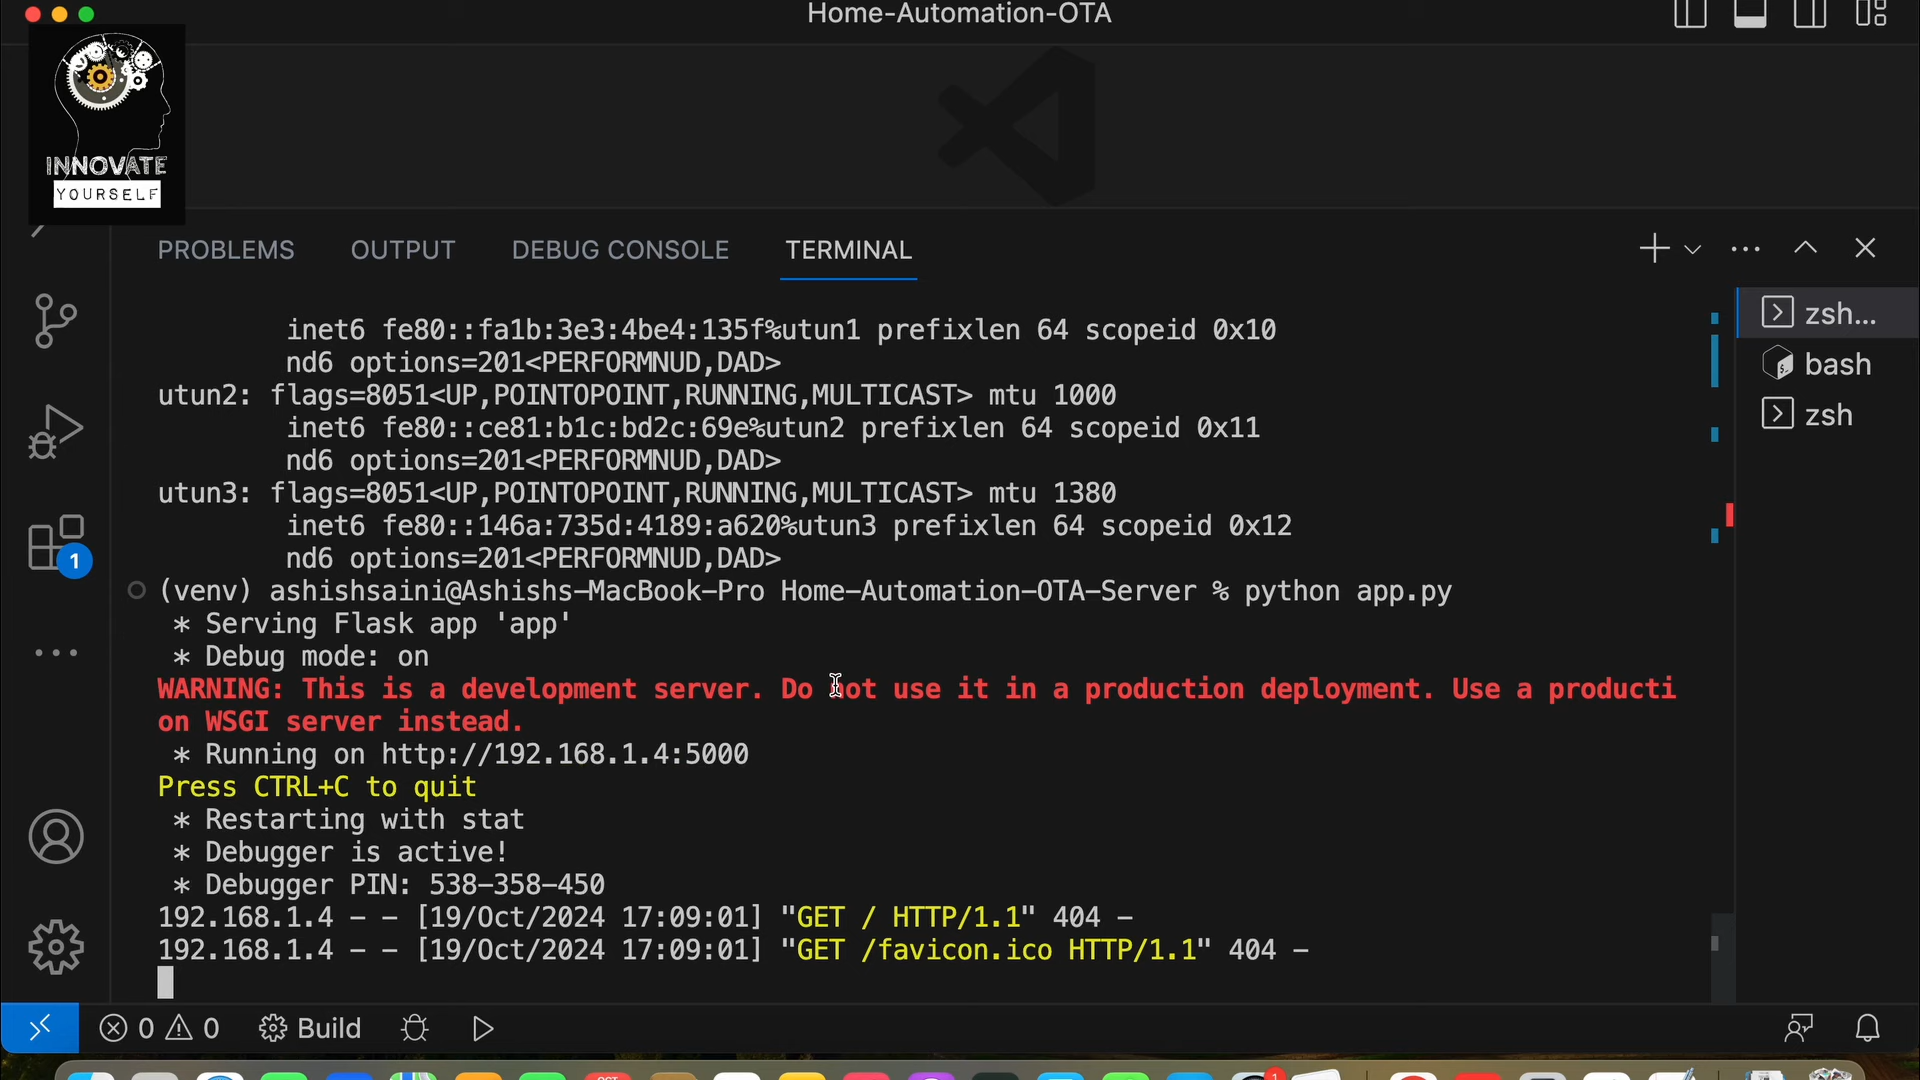 Home-Automation-OTA
INNOVATE
YOURSELF
PROBLEMS OUTPUT DEBUG CONSOLE TERMINAL
zsh...
bash
zsh
inet6 fe80::fa1b:3e3:4be4:135f%utun1 prefixlen 64 scopeid 0x10
nd6 options=201<PERFORMNUD,DAD>
utun2: flags=8051<UP,POINTOPOINT,RUNNING,MULTICAST> mtu 1000
inet6 fe80::ce81:b1c:bd2c:69e%utun2 prefixlen 64 scopeid 0x11
nd6 options=201<PERFORMNUD,DAD>
utun3: flags=8051<UP,POINTOPOINT,RUNNING,MULTICAST> mtu 1380
inet6 fe80::146a:735d:4189:a620%utun3 prefixlen 64 scopeid 0x12
nd6 options=201<PERFORMNUD,DAD>
(venv) ashishsaini@Ashishs-MacBook-Pro Home-Automation-OTA-Server % python app.py
* Serving Flask app 'app'
* Debug mode: on
WARNING: This is a development server. Do not use it in a production deployment. Use a producti
on WSGI server instead.
* Running on http://192.168.1.4:5000
Press CTRL+C to quit
* Restarting with stat
* Debugger is active!
* Debugger PIN: 538-358-450
192.168.1.4 - - [19/Oct/2024 17:09:01] "GET / HTTP/1.1" 404 -
192.168.1.4 - - [19/Oct/2024 17:09:01] "GET /favicon.ico HTTP/1.1" 404 -
1
0 0 Build